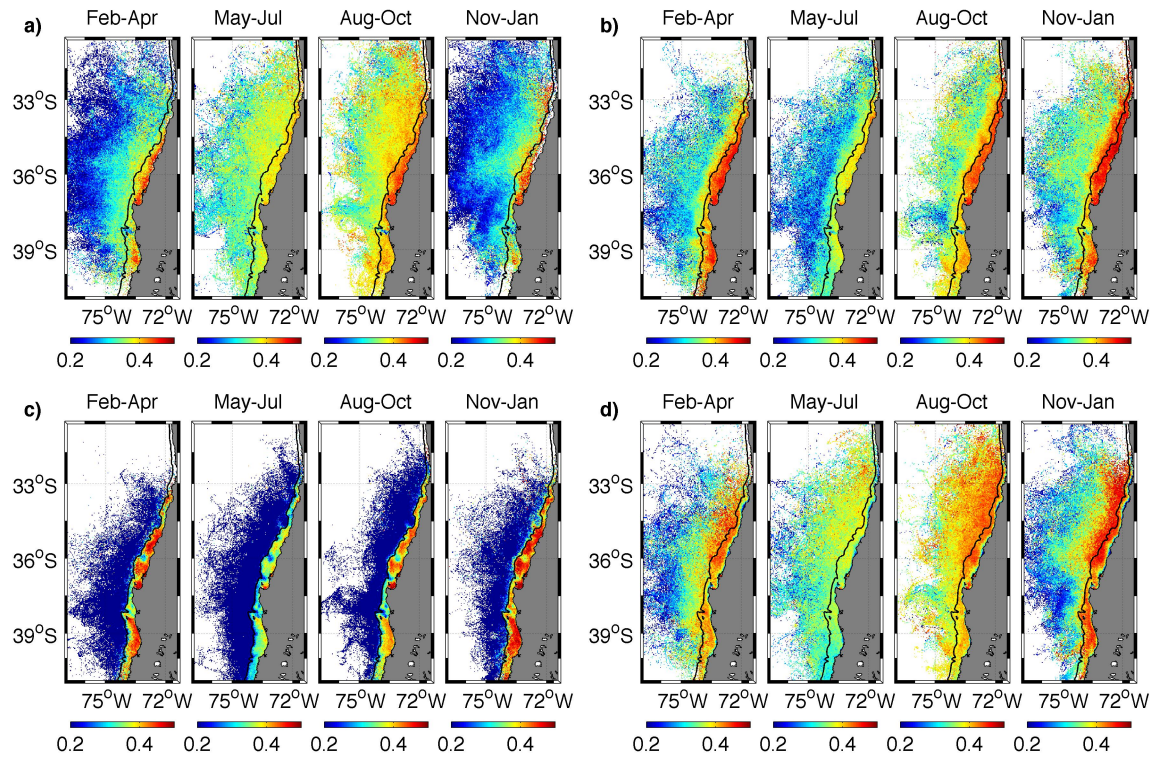 a) Feb-Apr May-Jul Aug-Oct Nov-Jan b) Feb-Apr May-Jul Aug-Oct Nov-Jan
33°S 33°S
36°S 36°S
39°S 39°S
75°W 72°W 75°W 72°W 75°W 72°W 75°W 72°W 75°W 72°W 75°W 72°W 75°W 72°W 75°W 72°W
0.2 0.4 0.2 0.4 0.2 0.4 0.2 0.4 0.2 0.4 0.2 0.4 0.2 0.4 0.2 0.4
c) Feb-Apr May-Jul Aug-Oct Nov-Jan d) Feb-Apr May-Jul Aug-Oct Nov-Jan
33°S 33°S
36°S 36°S
39°S 39°S
75°W 72°W 75°W 72°W 75°W 72°W 75°W 72°W 75°W 72°W 75°W 72°W 75°W 72°W 75°W 72°W
0.2 0.4 0.2 0.4 0.2 0.4 0.2 0.4 0.2 0.4 0.2 0.4 0.2 0.4 0.2 0.4